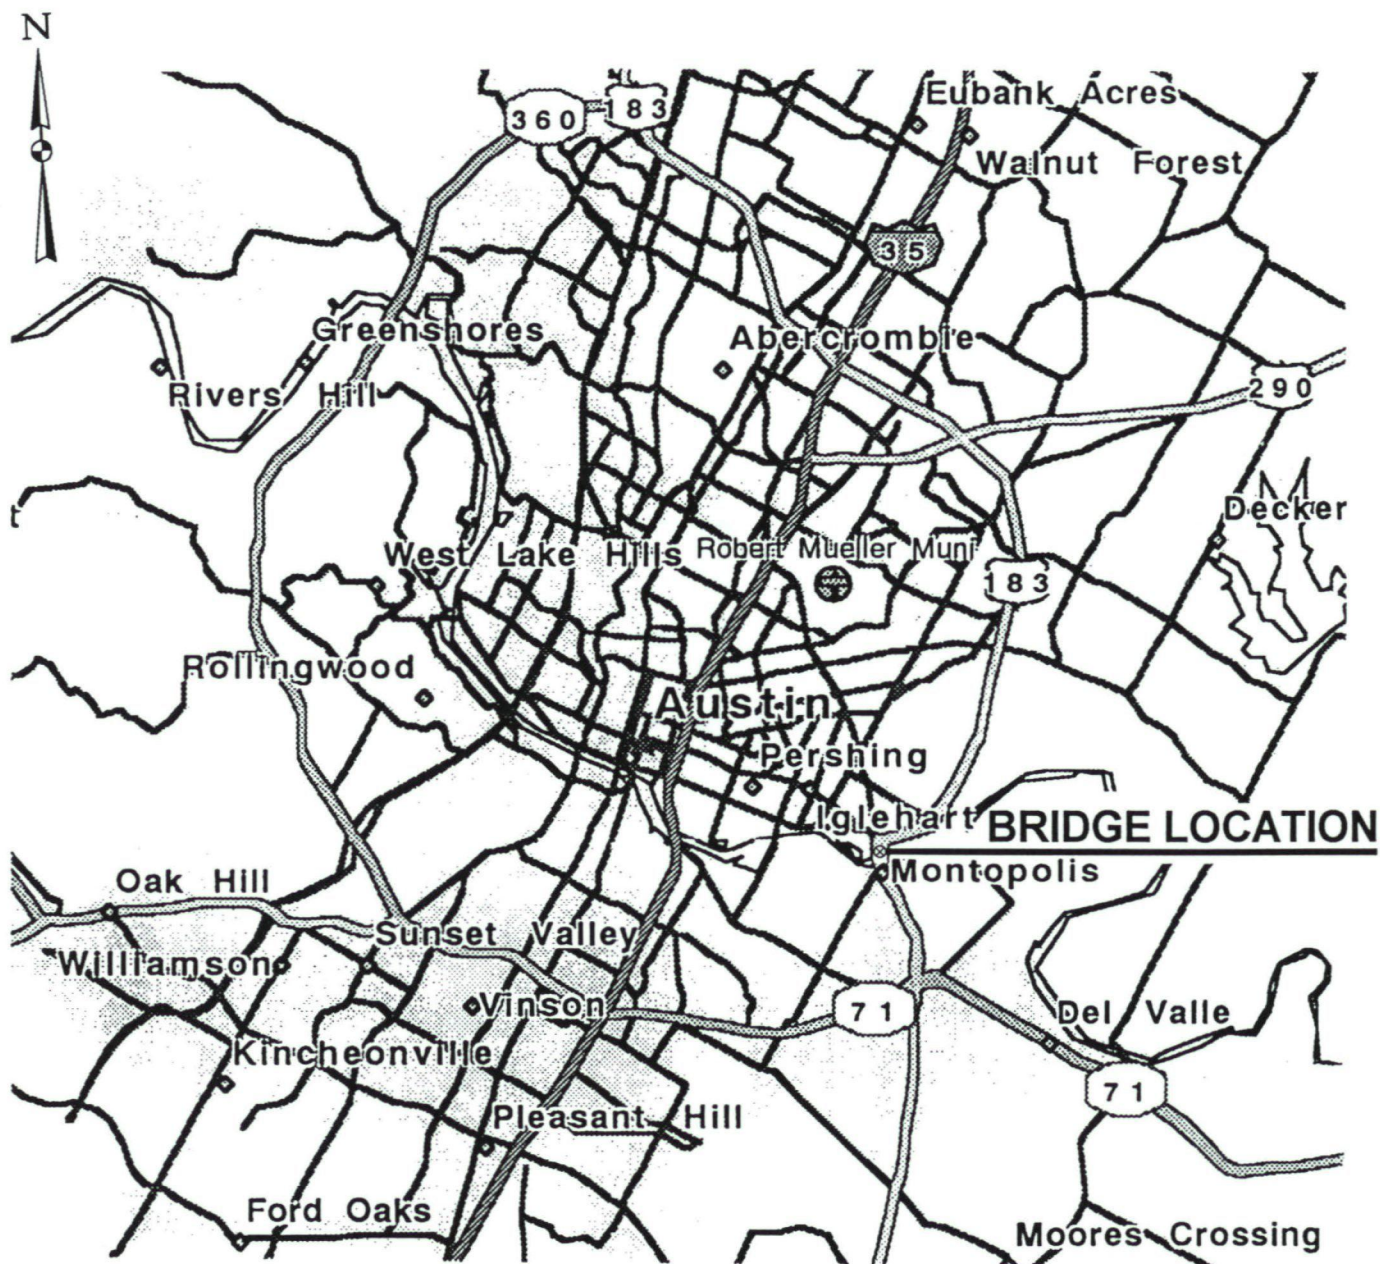 N
360
183
Eubank Acres
Walnut Forest
35
Greenshores
Abercrombie
Rivers Hill
290
t
Decker
West Lake Hills
Robert Mueller Muni
183
Rollingwood
Austin
Pershing
Iglehart
BRIDGE LOCATION
Montopolis
Oak Hill
Sunset Valley
Williamson
Vinson
71
Del Valle
Kincheonville
71
Pleasant Hill
Ford Oaks
Moores Crossing